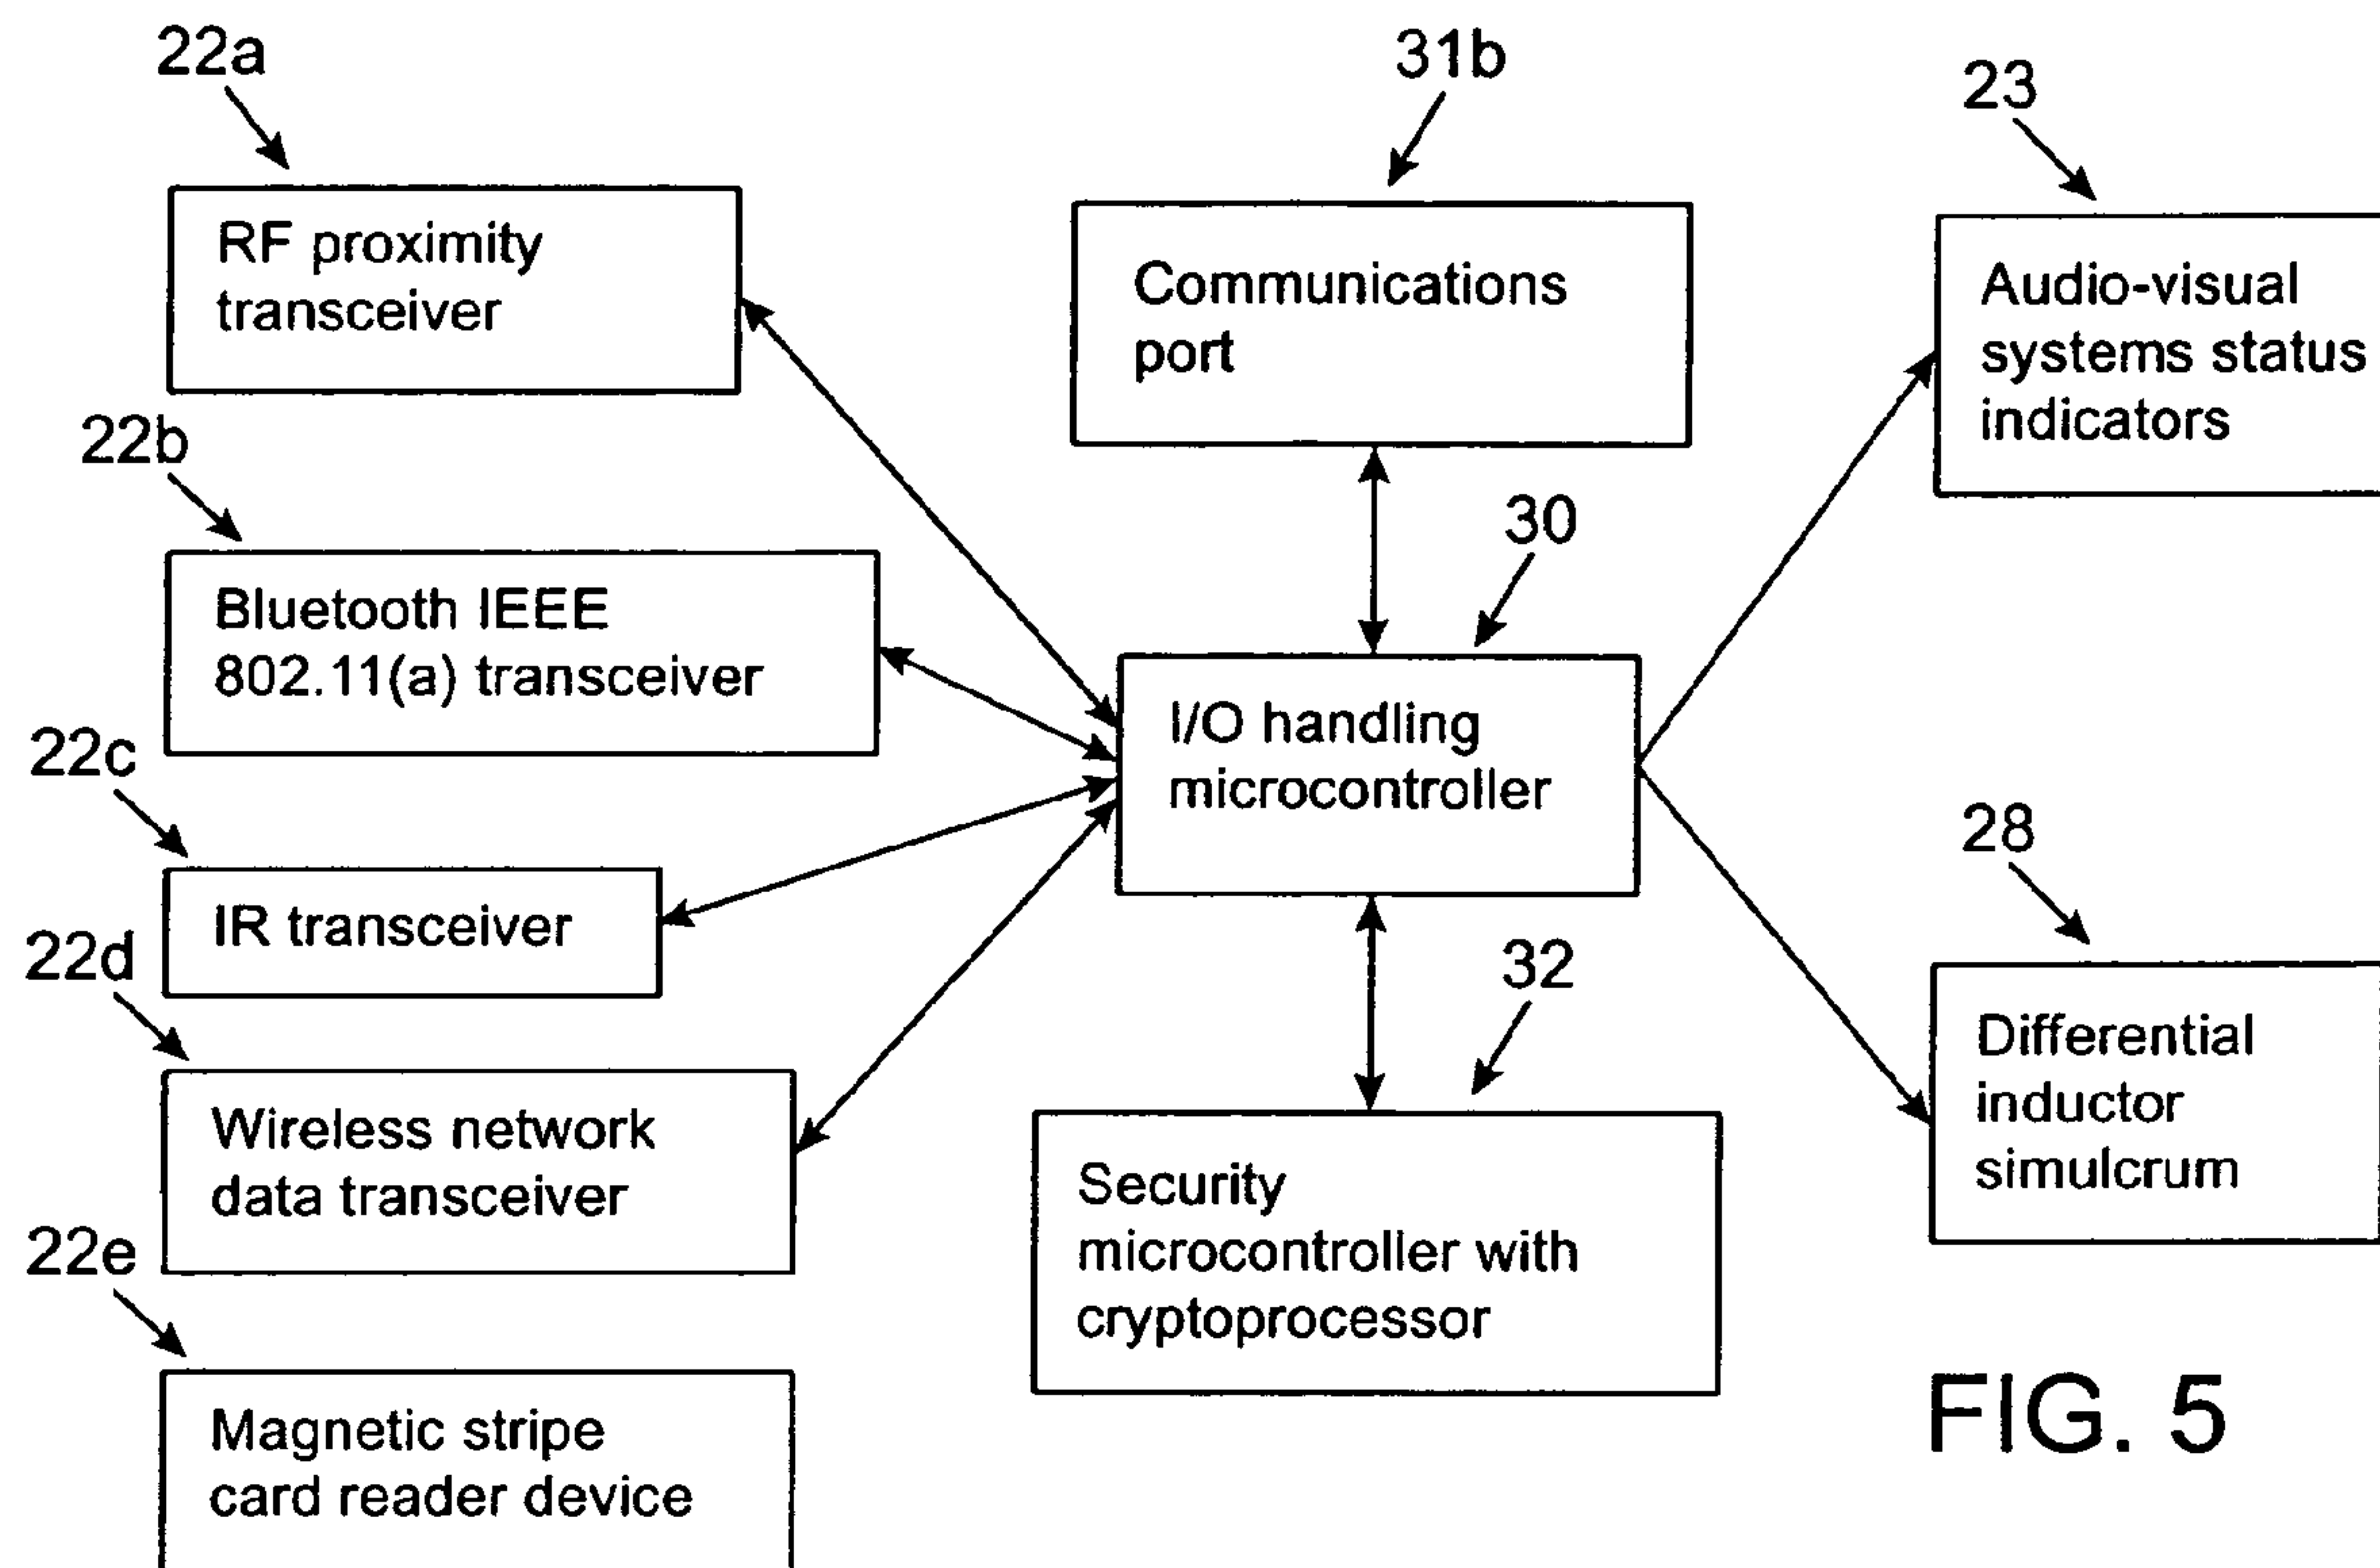 22a
RF proximity
transceiver
22b
Bluetooth IEEE
802.11(a) transceiver
22c
IR transceiver
22d
Wireless network
data transceiver
22e
Magnetic stripe
card reader device
31b
Communications
port
30
I/O handling
microcontroller
32
Security
microcontroller with
cryptoprocessor
23
Audio-visual
systems status
indicators
28
Differential
inductor
simulcrum
FIG. 5